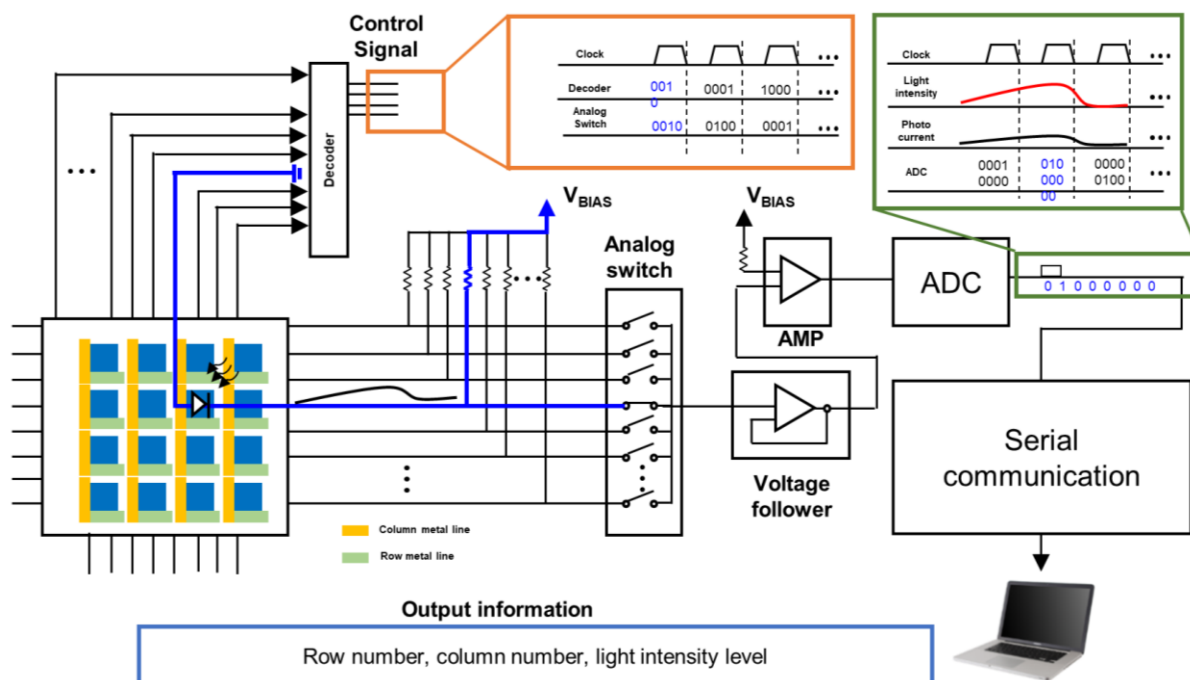 Control
Signal
Decoder
Clock
Decoder
001
0
0001
1000
Analog
Switch
0010
0100
0001
Clock
Light
intensity
Photo
current
ADC
0001
0000
010
000
00
0000
0100
VBIAS
VBIAS
Analog
switch
AMP
ADC
0 1 0 0 0 0 0 0
Voltage
follower
Serial
communication
Column metal line
Row metal line
Output information
Row number, column number, light intensity level